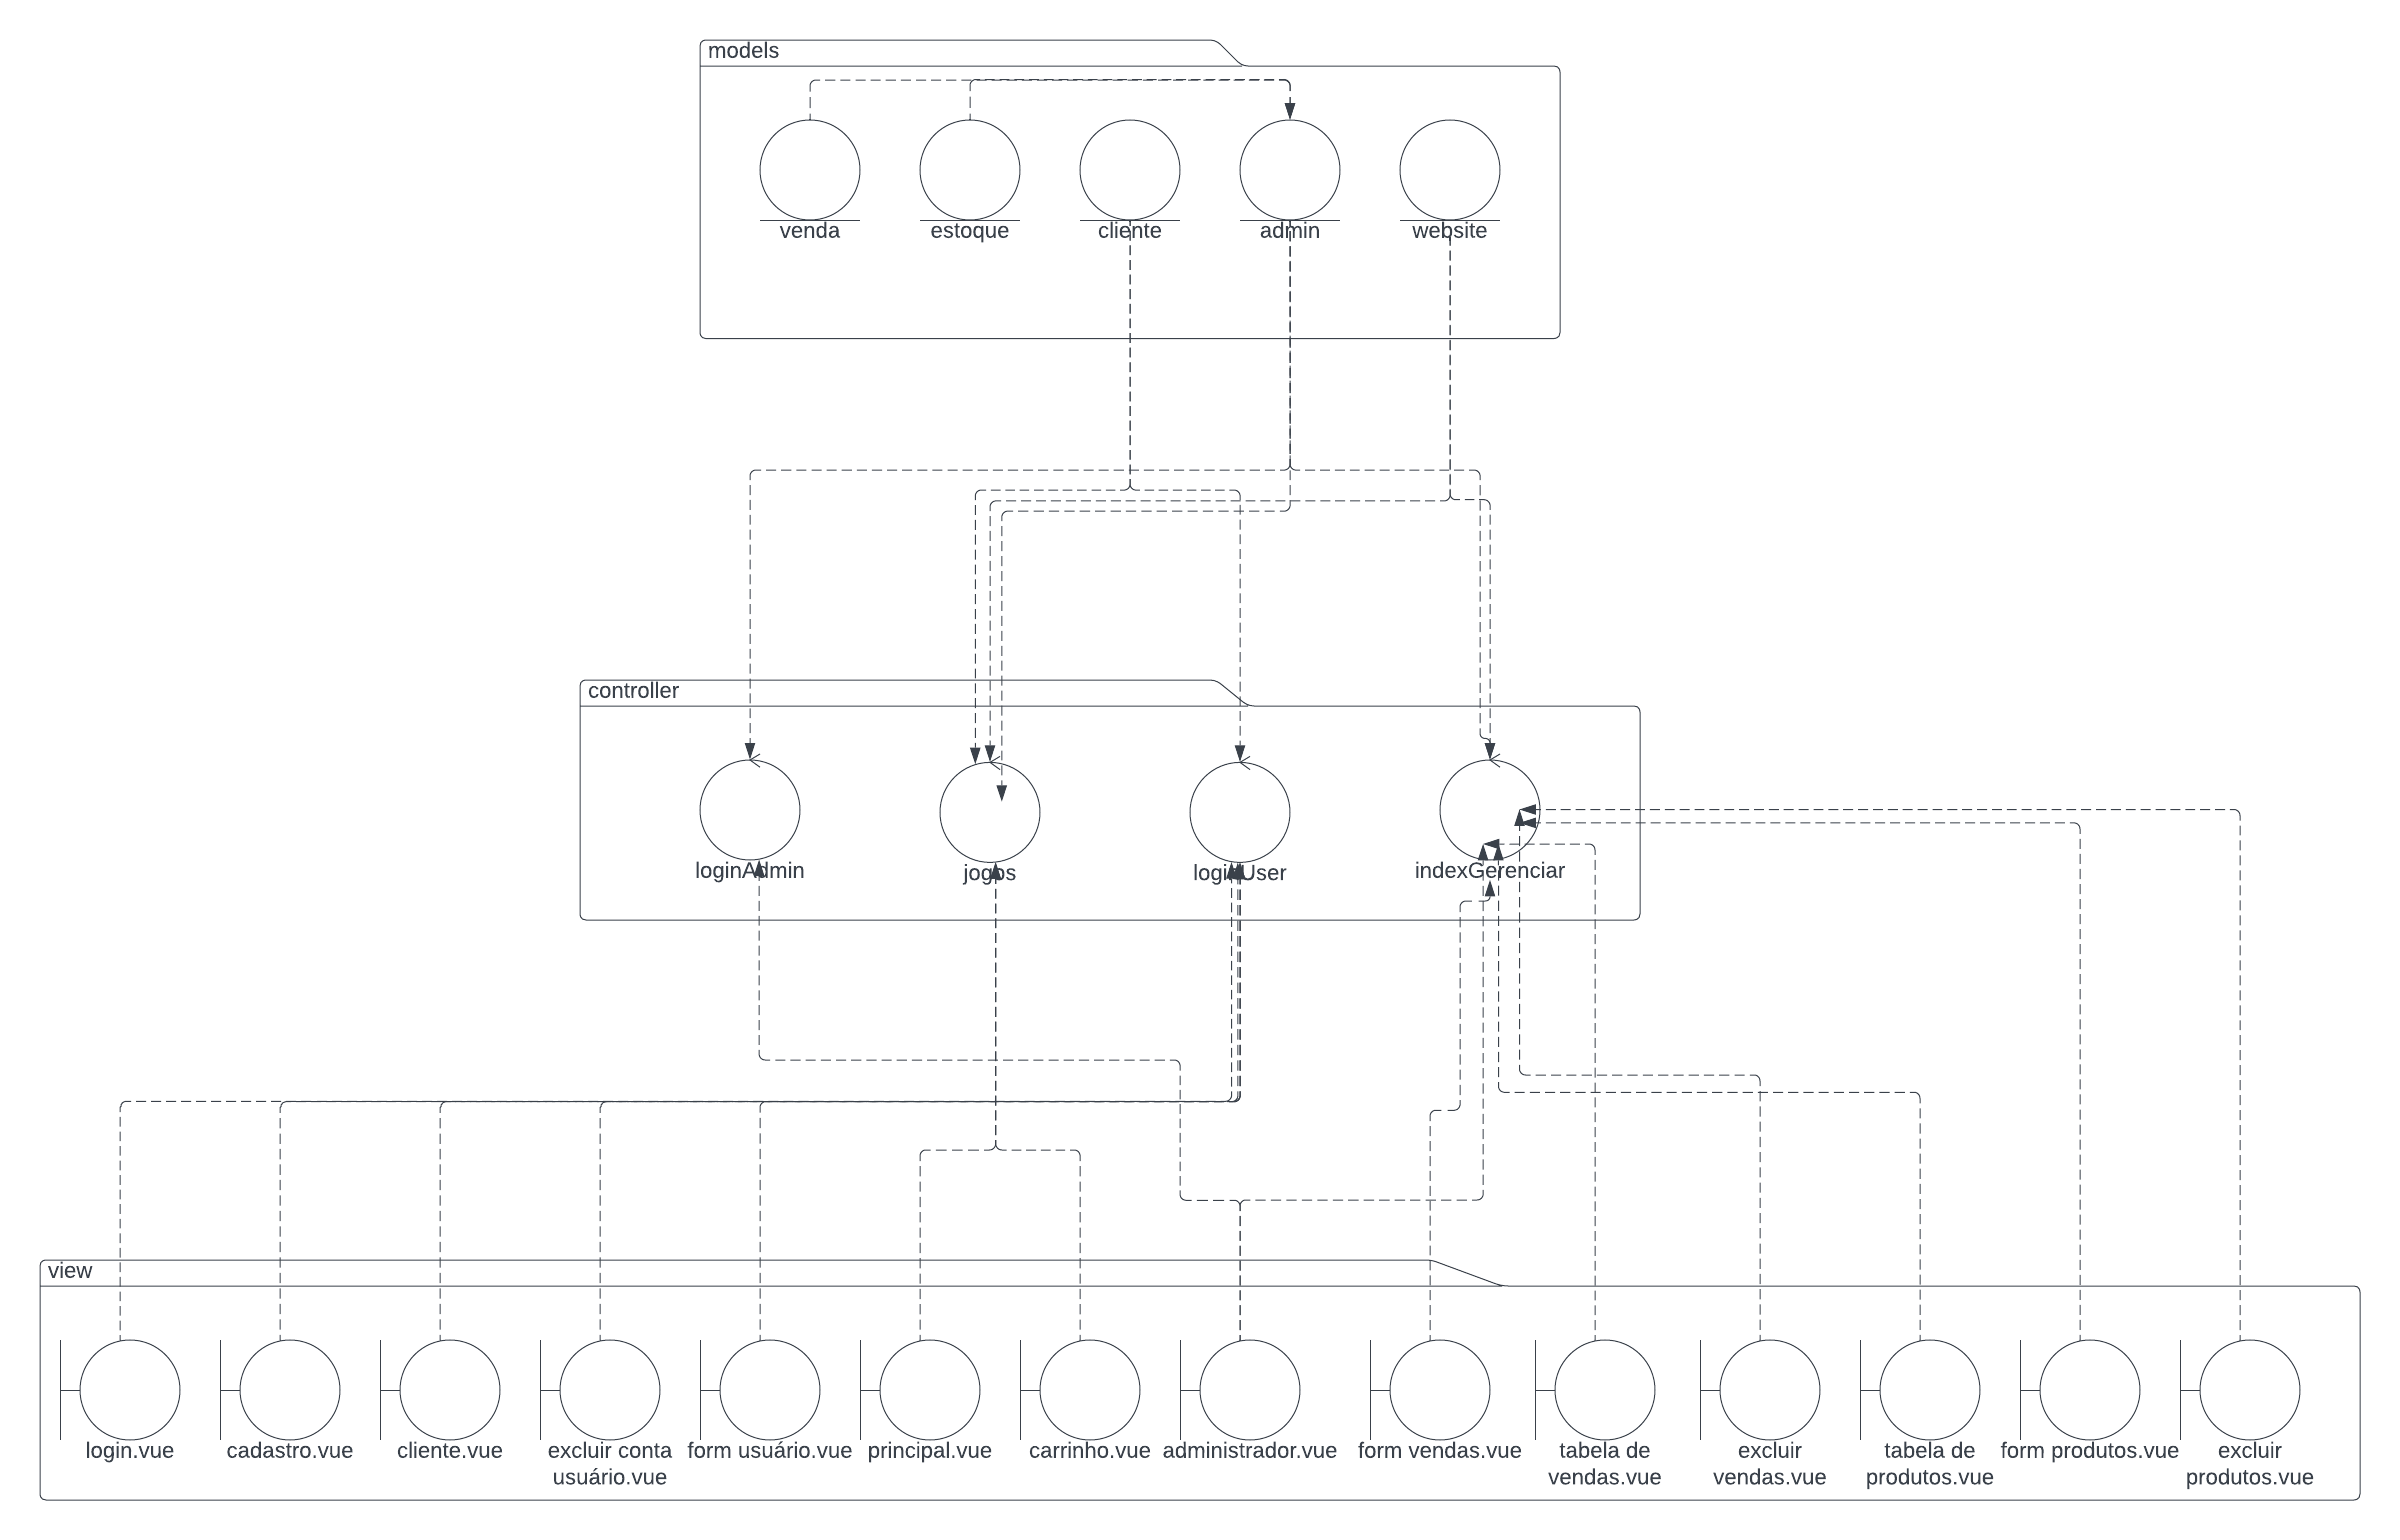 models
venda
estoque
cliente
admin
website
controller
loginAdmin
jogos
loginUser
indexGerenciar
view
login.vue
cadastro.vue
cliente.vue
excluir conta
usuário.vue
form usuário.vue
principal.vue
carrinho.vue
administrador.vue
form vendas.vue
tabela de
vendas.vue
excluir
vendas.vue
tabela de
produtos.vue
form produtos.vue
excluir
produtos.vue